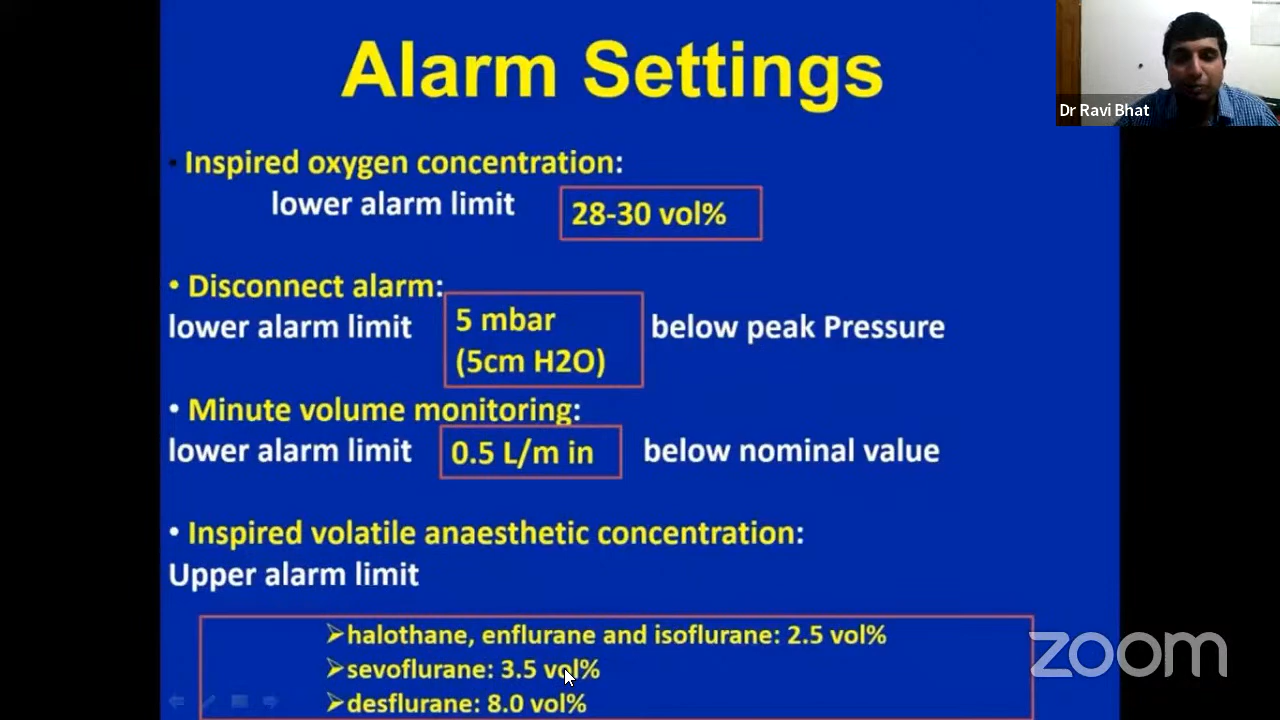 Alarm Settings
Dr Ravi Bhat
• Inspired oxygen concentration:
lower alarm limit 28-30 vol%
• Disconnect alarm:
lower alarm limit 5 mbar below peak Pressure
(5cm H2O)
• Minute volume monitoring:
lower alarm limit 0.5 L/m in below nominal value
• Inspired volatile anaesthetic concentration:
Upper alarm limit
➢halothane, enflurane and isoflurane: 2.5 vol%
➢sevoflurane: 3.5 vol%
➢desflurane: 8.0 vol%
zoom